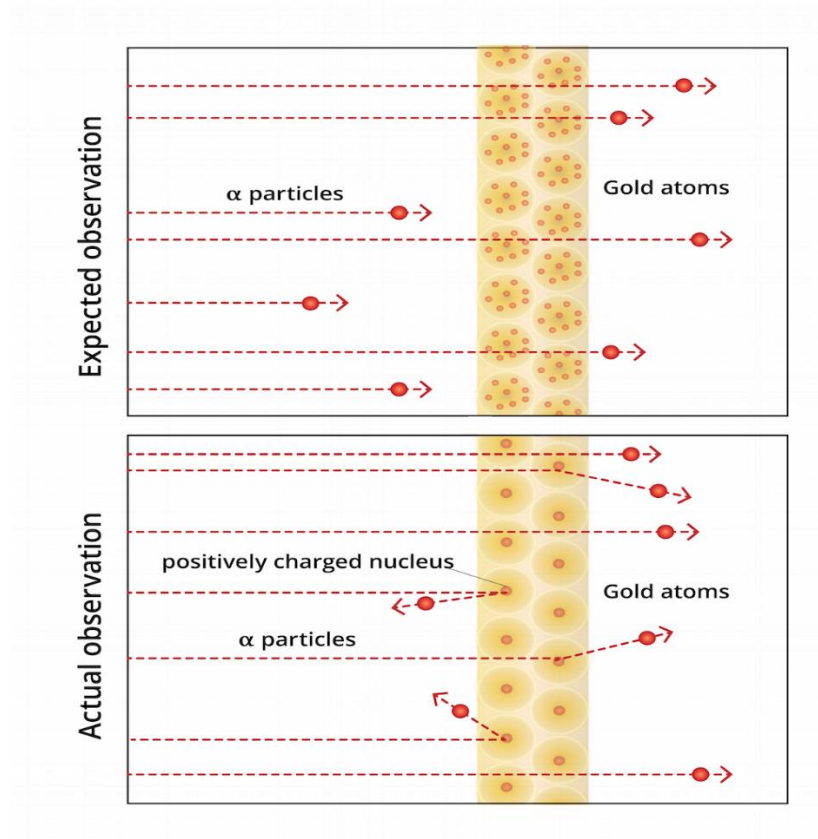 Expected observation
α particles
Gold atoms
Actual observation
positively charged nucleus
Gold atoms
α particles